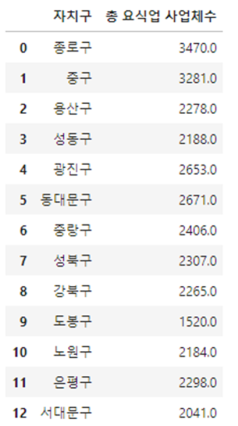 자치구 총 요식업 사업체수
0 종로구 3470.0
1 중구 3281.0
2 용산구 2278.0
3 성동구 2188.0
4 광진구 2653.0
5 동대문구 2671.0
6 중랑구 2406.0
7 성북구 2307.0
8 강북구 2265.0
9 도봉구 1520.0
10 노원구 2184.0
11 은평구 2298.0
12 서대문구 2041.0